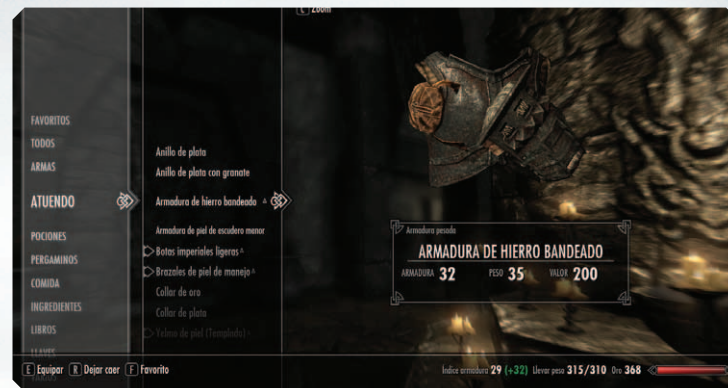 E Zoom
FAVORITOS
TODOS
ARMAS
ATUENDO
POCIONES
PERGAMINOS
COMIDA
INGREDIENTES
LIBROS
LLAVES
Anillo de plata
Anillo de plata con granate
Armadura de hierro bandeado
Armadura de piel de escudero menor
Botas imperiales ligeras
Brazales de piel de manejo
Collar de oro
Collar de plata
Yelmo de piel (Templado)
Armadura pesada
ARMADURA DE HIERRO BANDEADO
ARMADURA 32 PESO 35 VALOR 200
E Equipar R Dejar caer F Favorito
Índice armadura 29 (+32) Llevar peso 315/310 Oro 368